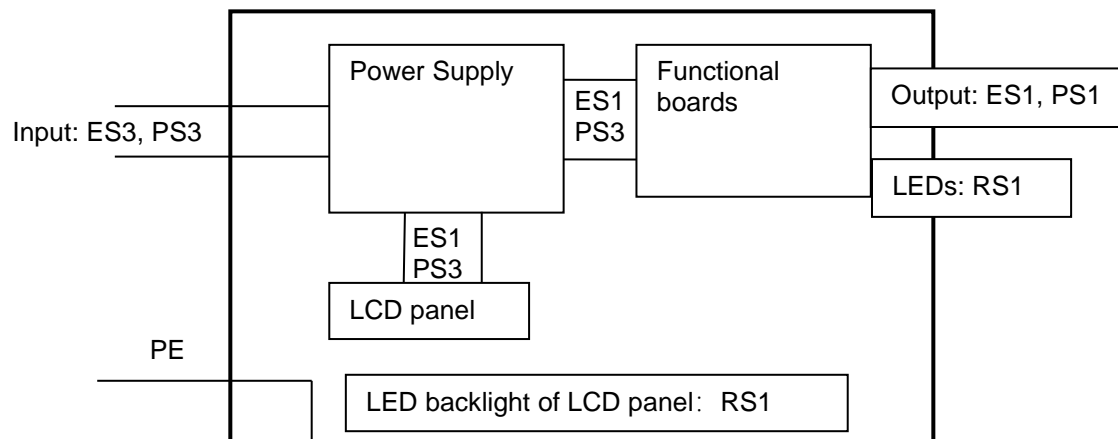 Power Supply
Functional
boards
ES1
PS3
Output: ES1, PS1
Input: ES3, PS3
LEDs: RS1
ES1
PS3
LCD panel
PE
LED backlight of LCD panel： RS1